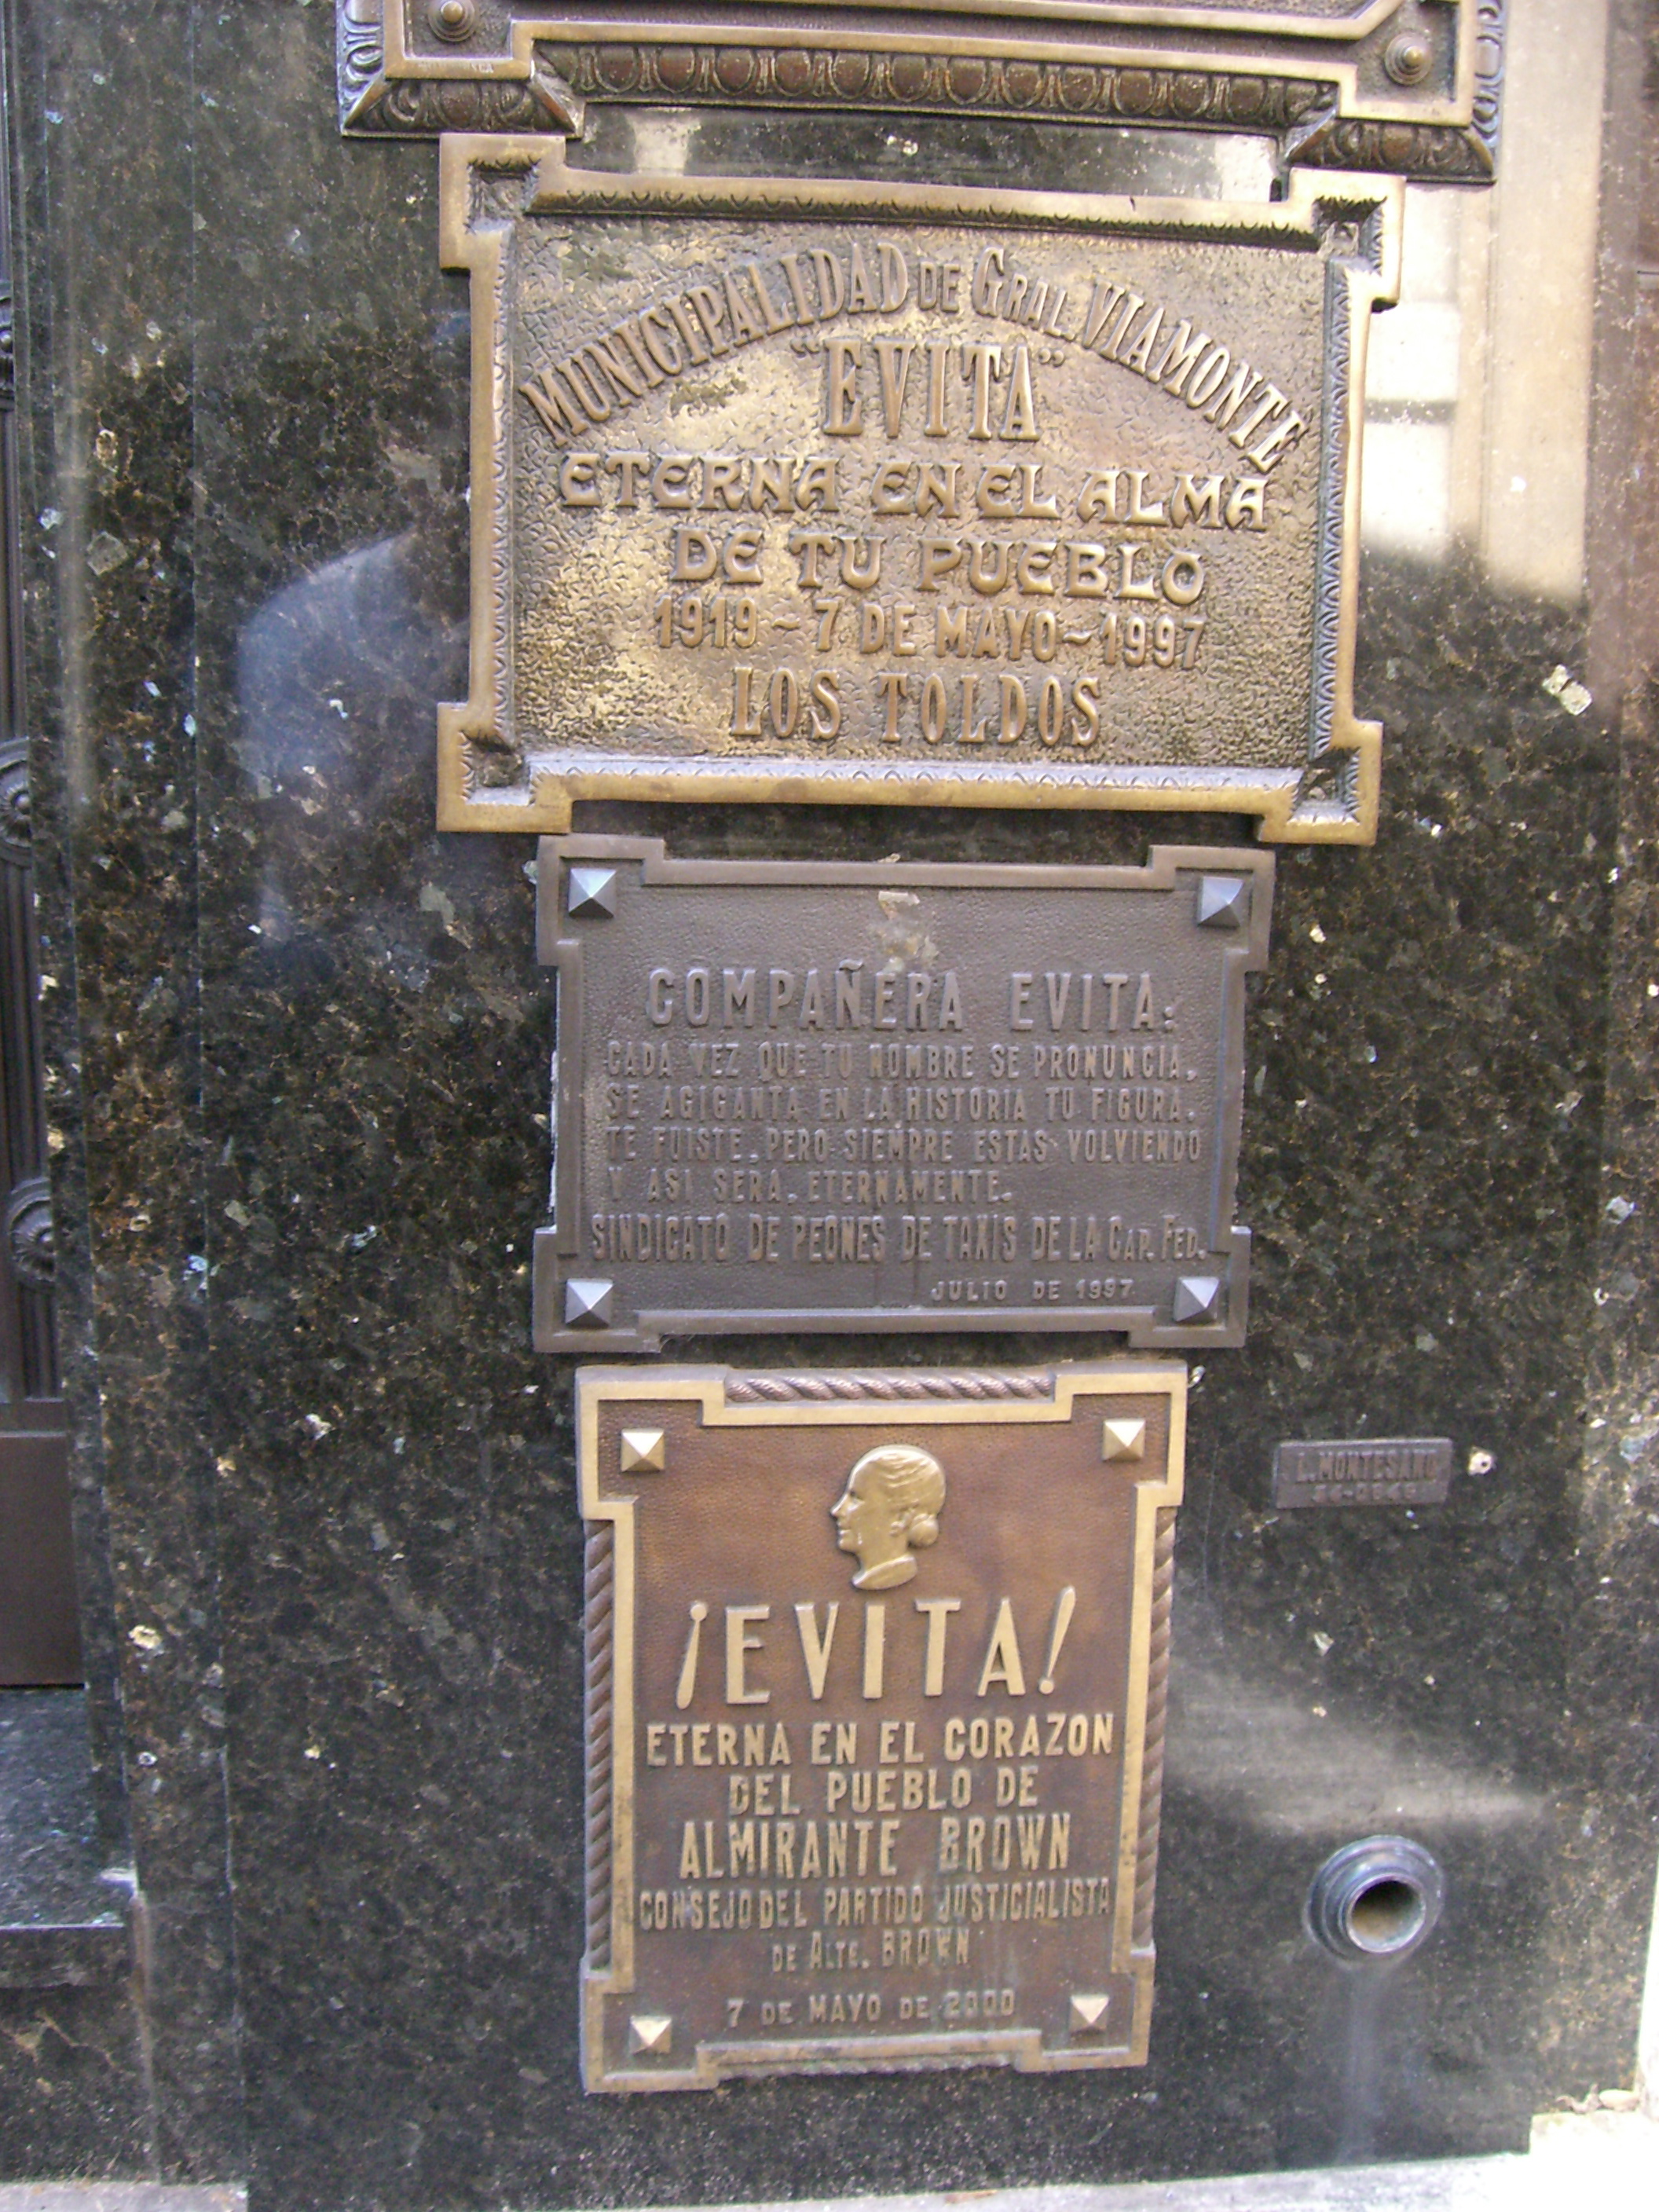 MUNICIPALIDAD DE GRAL. VIAMONTE
"EVITA"
ETERNA EN EL ALMA
DE TU PUEBLO
1919 - 7 DE MAYO - 1997
LOS TOLDOS
COMPAÑERA EVITA:
CADA VEZ QUE TU NOMBRE SE PRONUNCIA,
SE AGIGANTA EN LA HISTORIA TU FIGURA.
TE FUISTE, PERO SIEMPRE ESTAS VOLVIENDO
Y ASI SERA, ETERNAMENTE.
SINDICATO DE PEONES DE TAXIS DE LA CAP. FED.
JULIO DE 1997
¡EVITA!
ETERNA EN EL CORAZON
DEL PUEBLO DE
ALMIRANTE BROWN
CONSEJO DEL PARTIDO JUSTICIALISTA
DE ALTE. BROWN
7 DE MAYO DE 2000
L. MONTESANO